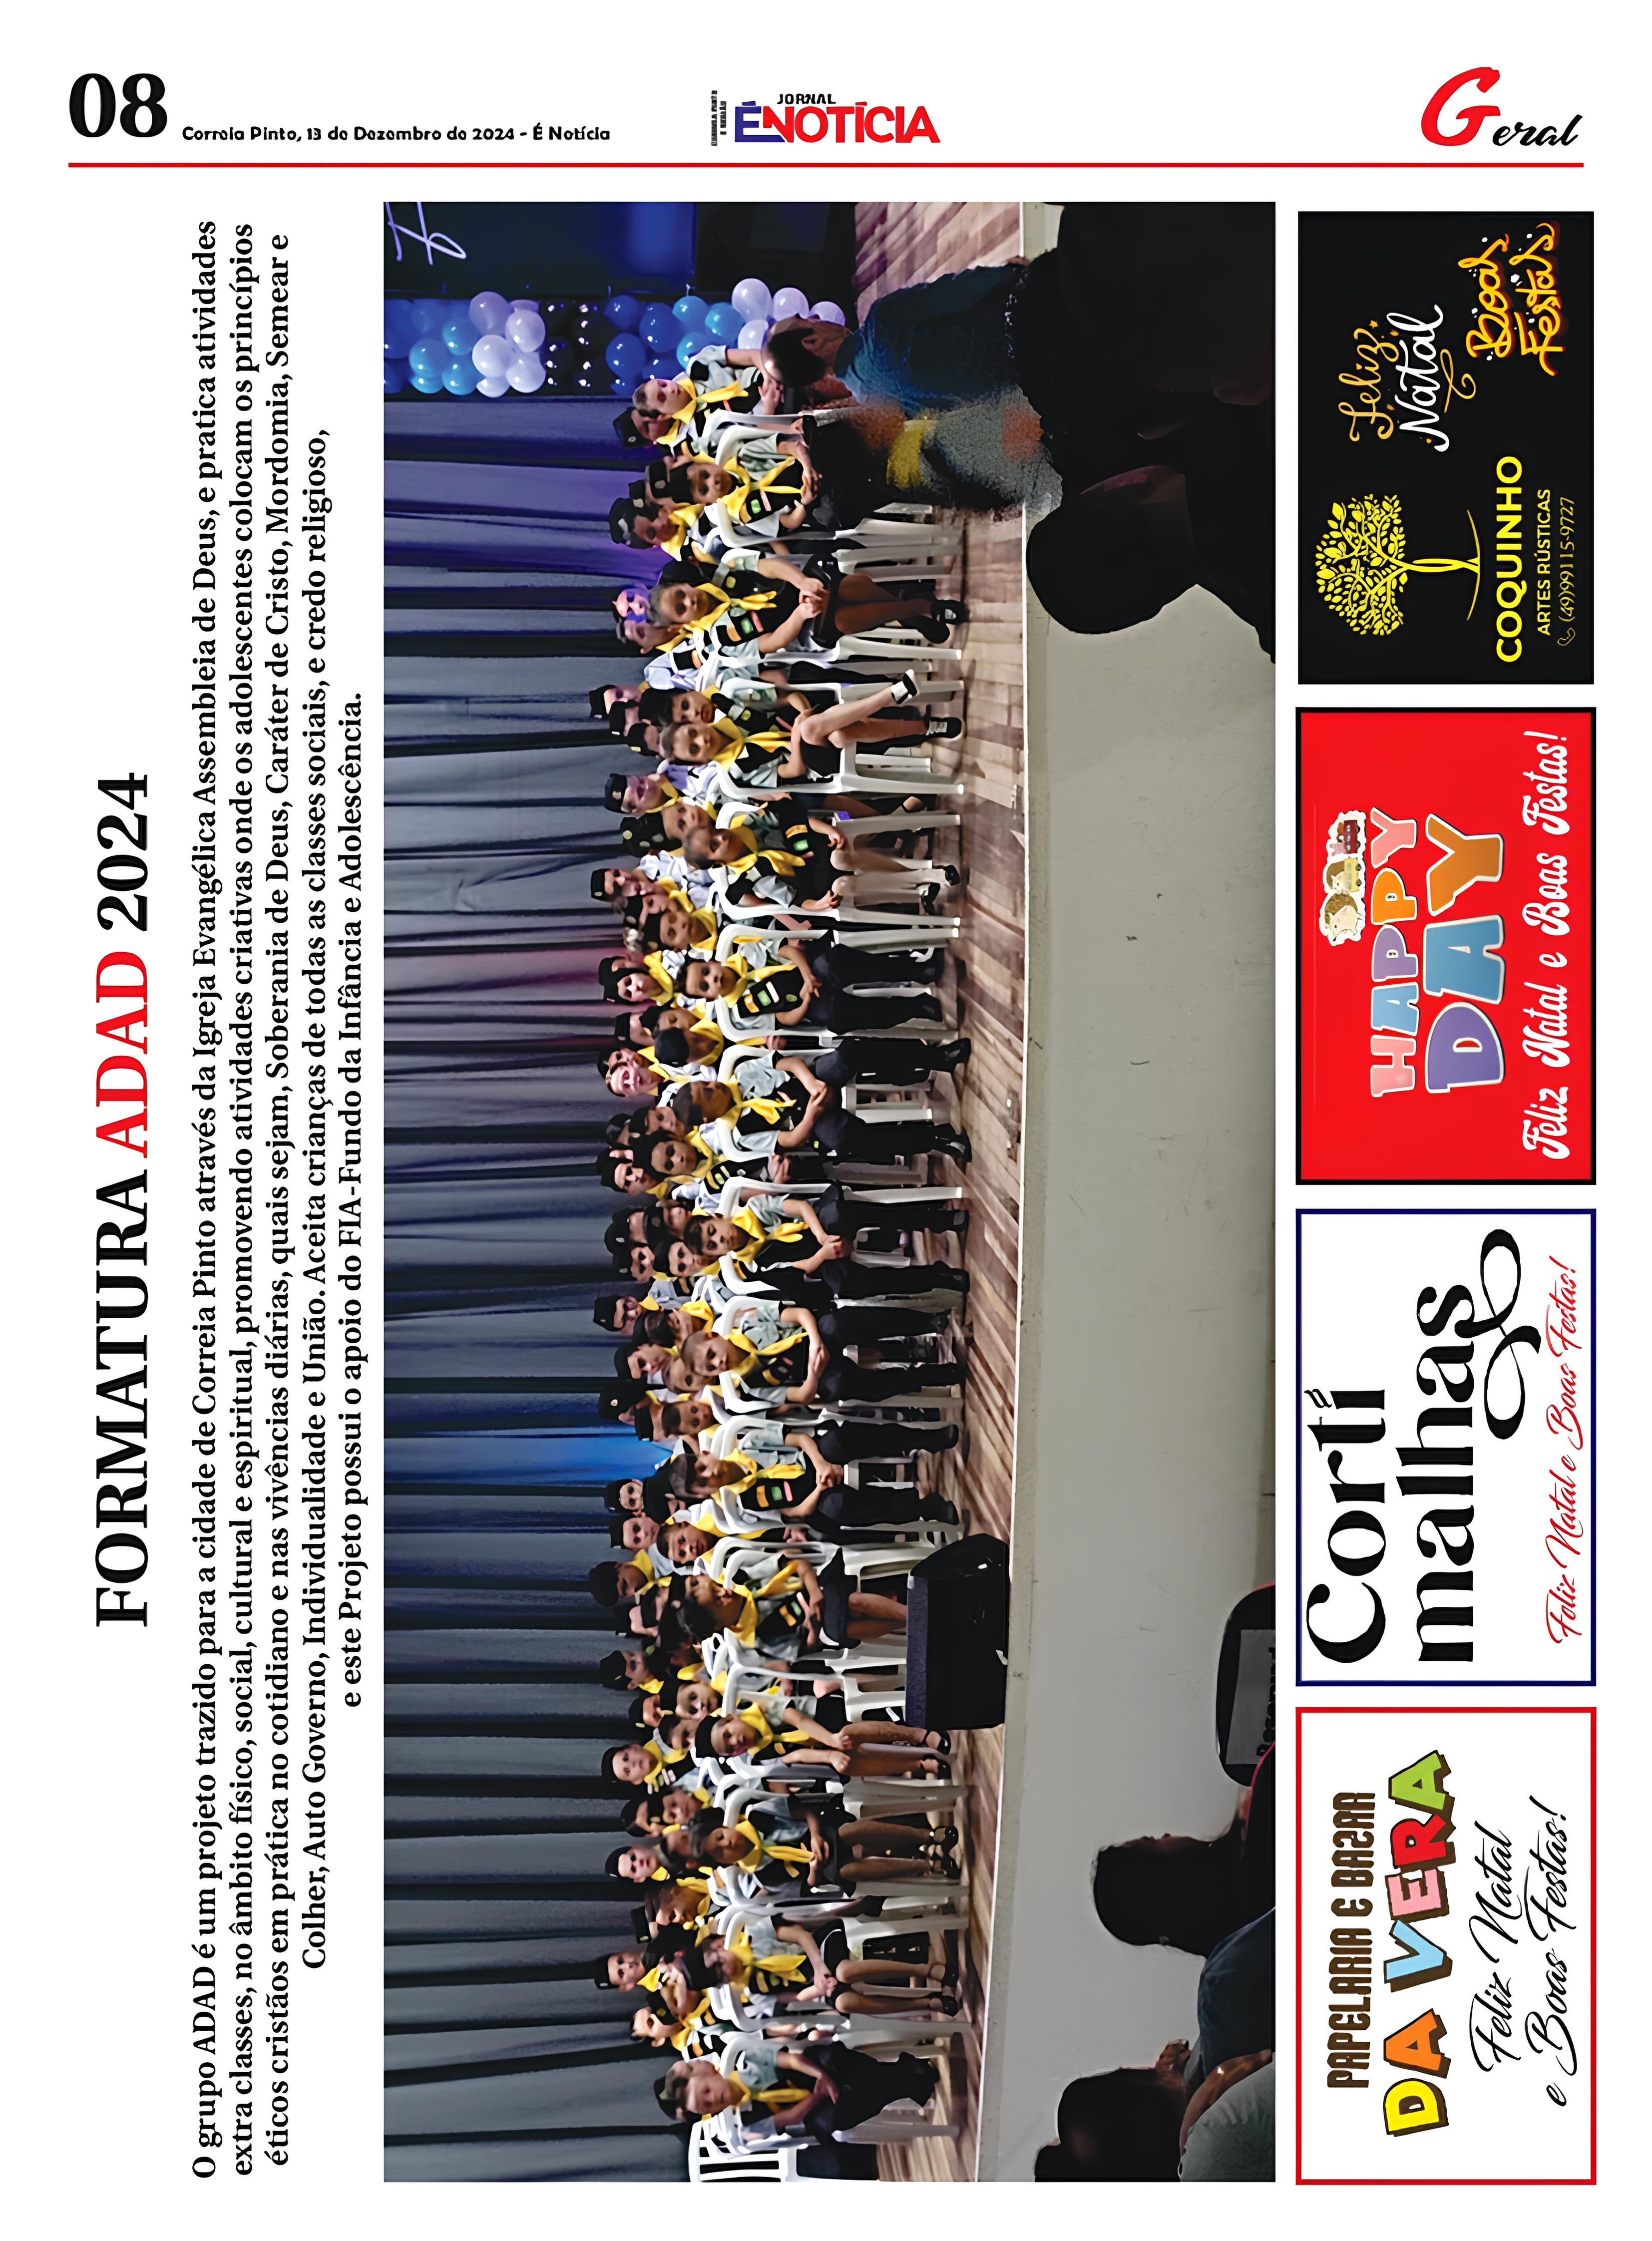 08
Correia Pinto, 13 de Dezembro de 2024 - É Notícia
JORNAL
ÉNOTÍCIA
Geral
FORMATURA ADAD 2024
O grupo ADAD é um projeto trazido para a cidade de Correia Pinto através da Igreja Evangélica Assembleia de Deus, e pratica atividades
extra classes, no âmbito físico, social, cultural e espiritual, promovendo atividades criativas onde os adolescentes colocam os princípios
éticos cristãos em prática no cotidiano e nas vivências diárias, quais sejam, Soberania de Deus, Caráter de Cristo, Mordomia, Semear e
Colher, Auto Governo, Individualidade e União. Aceita crianças de todas as classes sociais, e credo religioso,
e este Projeto possui o apoio do FIA-Fundo da Infância e Adolescência.
PAPELARIA E BAZAR
DA VERA
Feliz Natal
e Boas Festas!
Corti
malhas
Feliz Natal e Boas Festas!
HAPPY
DAY
Feliz Natal e Boas Festas!
Feliz
Natal
Boas
Festas
COQUINHO
ARTES RÚSTICAS
(49)99115-9727